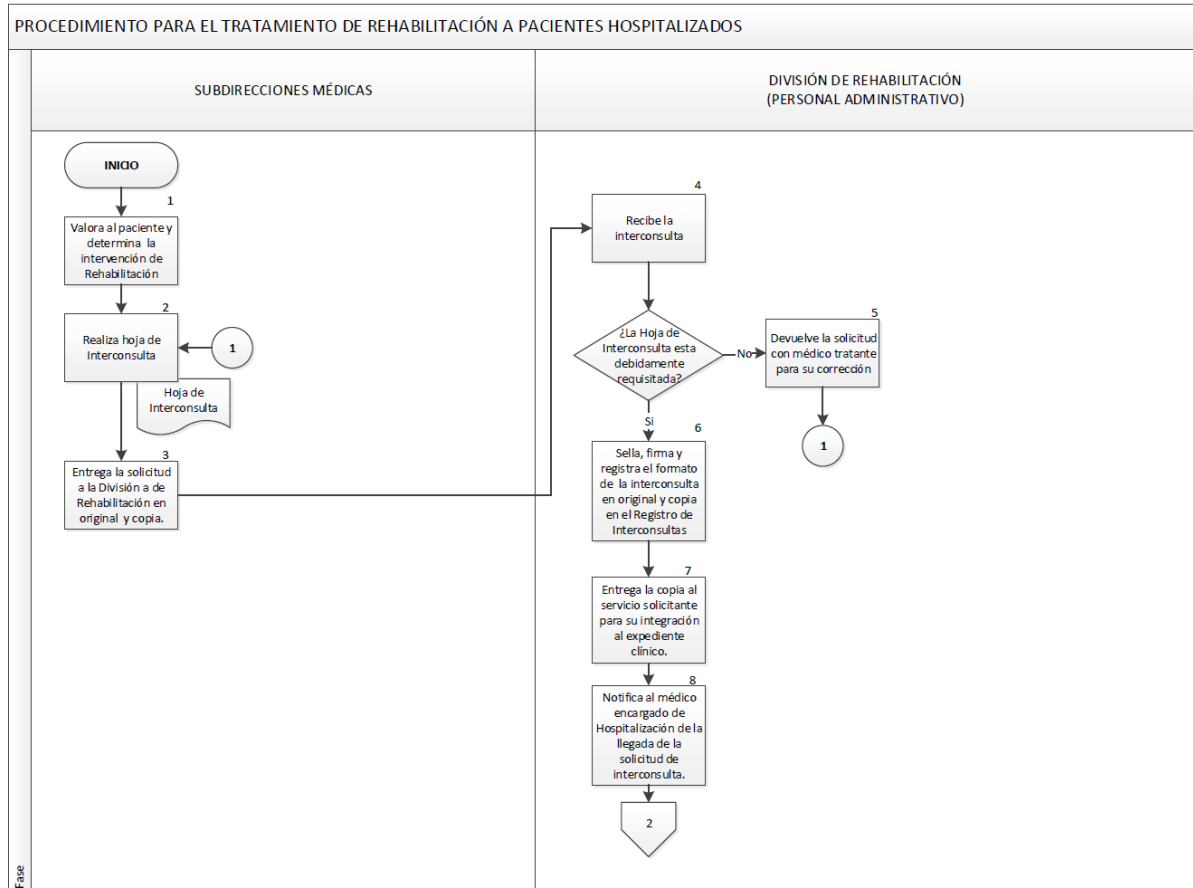 PROCEDIMIENTO PARA EL TRATAMIENTO DE REHABILITACIÓN A PACIENTES HOSPITALIZADOS
SUBDIRECCIONES MÉDICAS
DIVISIÓN DE REHABILITACIÓN
(PERSONAL ADMINISTRATIVO)
INICIO
1
Valora al paciente y
determina la
intervención de
Rehabilitación
2
Realiza hoja de
Interconsulta
1
Hoja de
Interconsulta
3
Entrega la solicitud
a la División a de
Rehabilitación en
original y copia.
4
Recibe la
interconsulta
¿La Hoja de
Interconsulta esta
debidamente
requisitada?
No
5
Devuelve la solicitud
con médico tratante
para su corrección
1
Si
6
Sella, firma y
registra el formato
de la interconsulta
en original y copia
en el Registro de
Interconsultas
7
Entrega la copia al
servicio solicitante
para su integración
al expediente
clínico.
8
Notifica al médico
encargado de
Hospitalización de la
llegada de la
solicitud de
interconsulta.
2
Fase